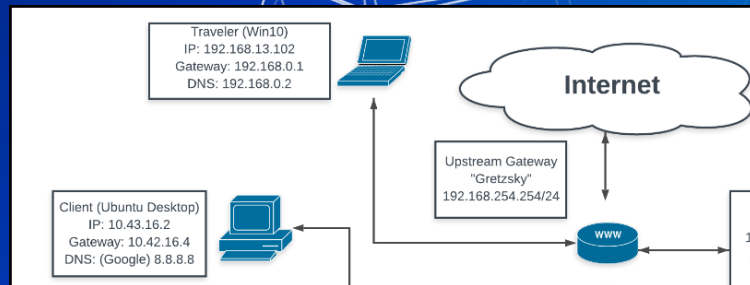 Traveler (Win10)
IP: 192.168.13.102
Gateway: 192.168.0.1
DNS: 192.168.0.2
Internet
Upstream Gateway
"Gretzsky"
192.168.254.254/24
Client (Ubuntu Desktop)
IP: 10.43.16.2
Gateway: 10.42.16.4
DNS: (Google) 8.8.8.8
WWW
1